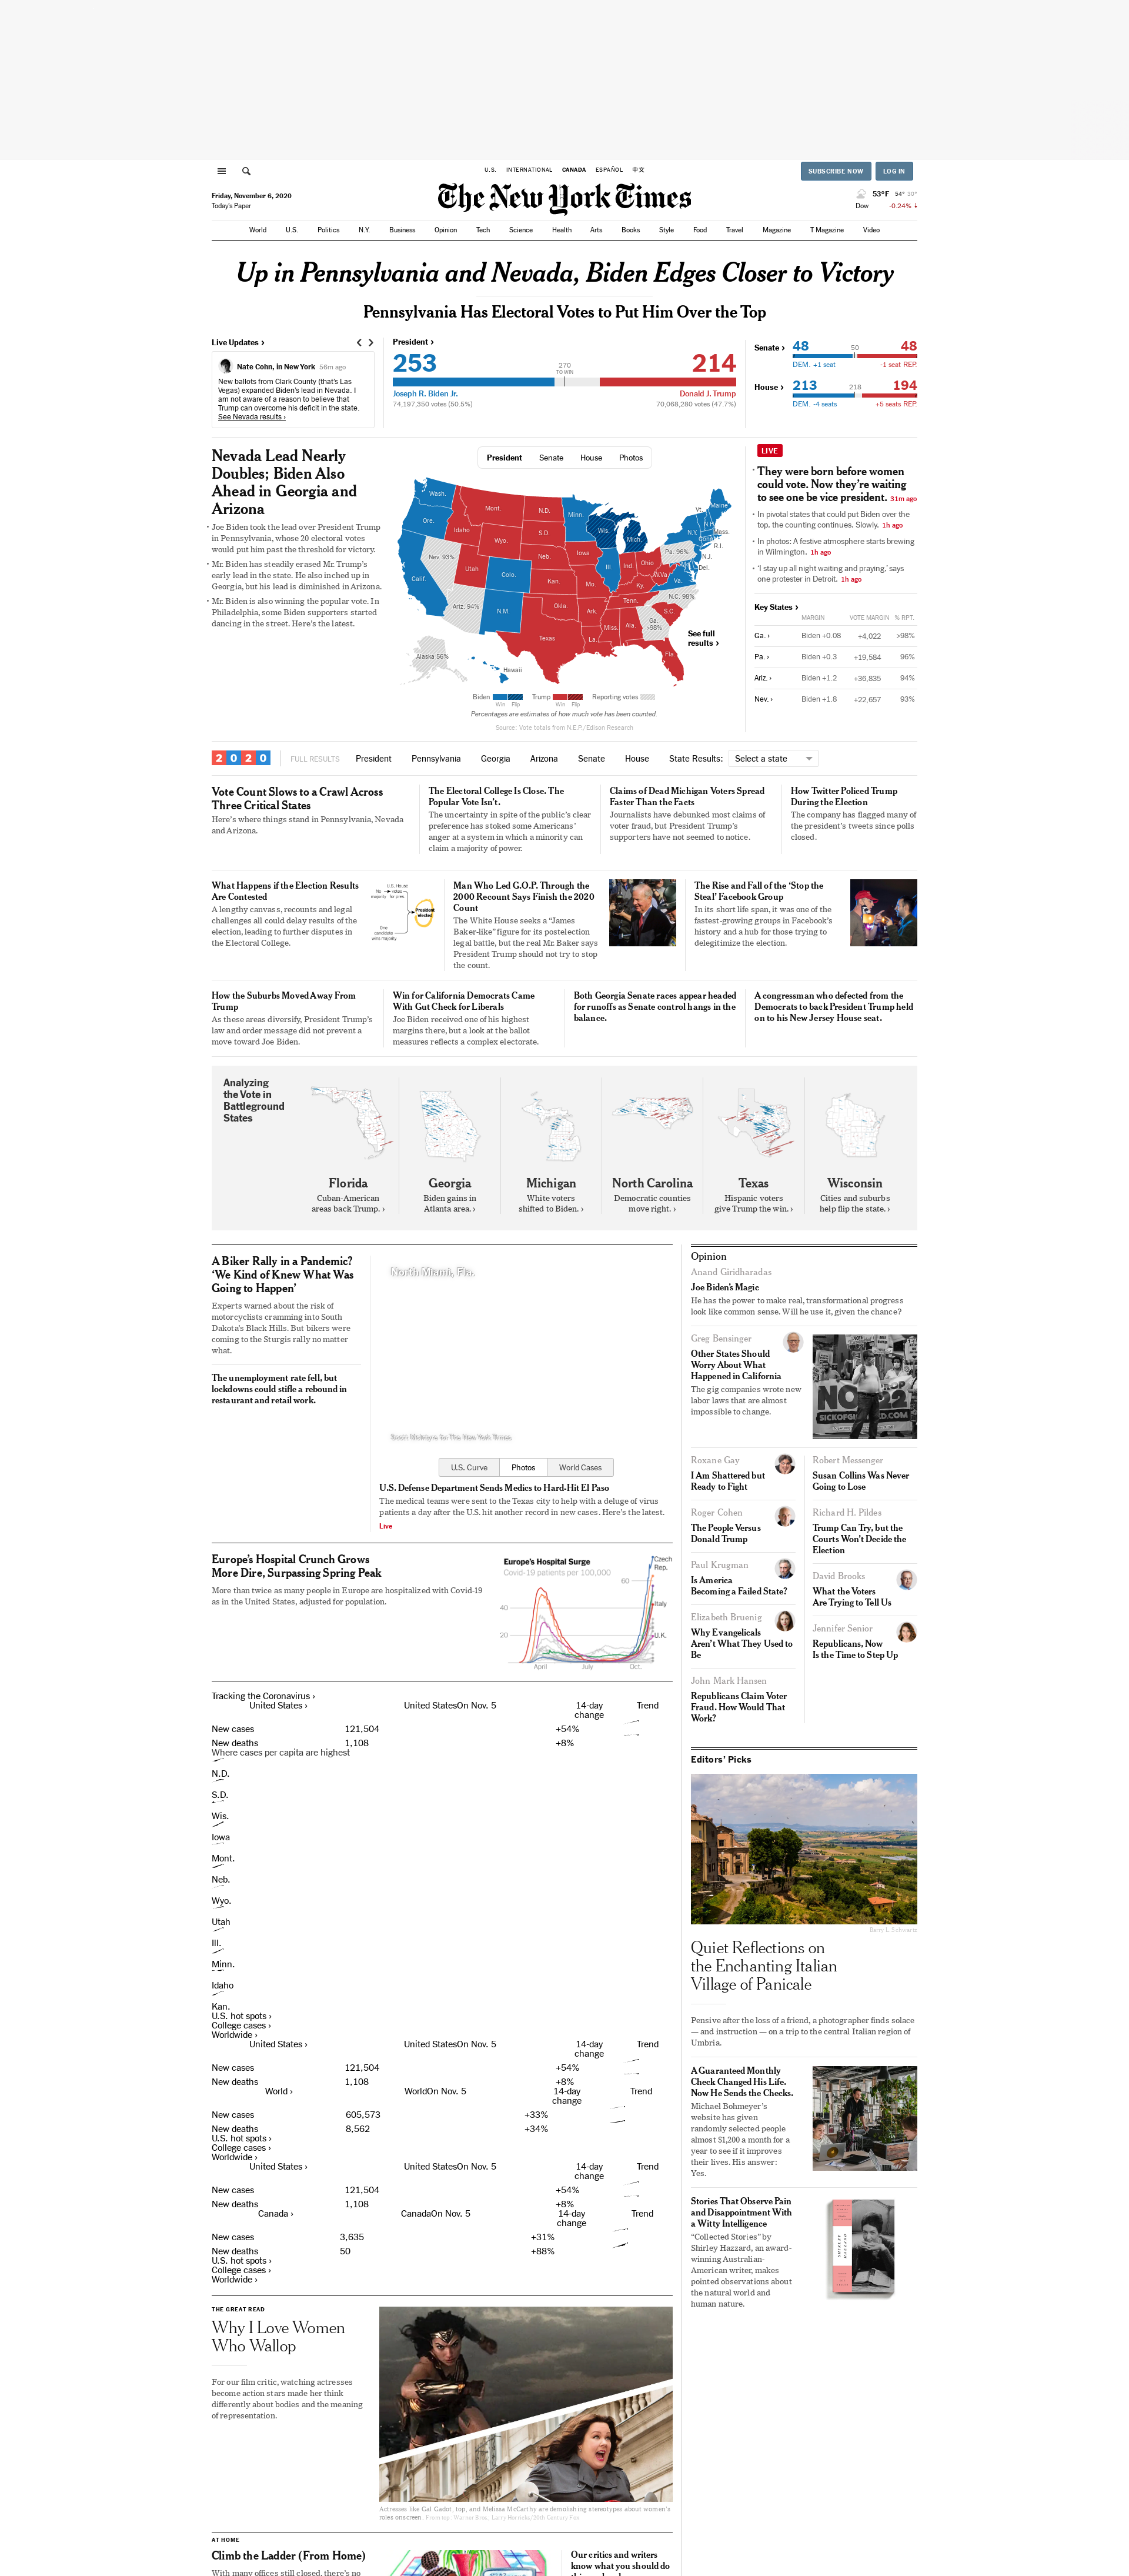 U.S. INTERNATIONAL CANADA ESPAÑOL 中文
SUBSCRIBE NOW LOG IN
Friday, November 6, 2020
Today's Paper
The New York Times
53°F 54° 30°
Dow -0.24% ↓
World U.S. Politics N.Y. Business Opinion Tech Science Health Arts Books Style Food Travel Magazine T Magazine Video
Up in Pennsylvania and Nevada, Biden Edges Closer to Victory
Pennsylvania Has Electoral Votes to Put Him Over the Top
Live Updates ›
Nate Cohn, in New York 56m ago
New ballots from Clark County (that's Las
Vegas) expanded Biden's lead in Nevada. I
am not aware of a reason to believe that
Trump can overcome his deficit in the state.
See Nevada results ›
President ›
253 270 TO WIN 214
Joseph R. Biden Jr. Donald J. Trump
74,197,350 votes (50.5%) 70,068,280 votes (47.7%)
Senate › 48 50 48
DEM. +1 seat -1 seat REP.
House › 213 218 194
DEM. -4 seats +5 seats REP.
Nevada Lead Nearly
Doubles; Biden Also
Ahead in Georgia and
Arizona
Joe Biden took the lead over President Trump
in Pennsylvania, whose 20 electoral votes
would put him past the threshold for victory.
Mr. Biden has steadily erased Mr. Trump's
early lead in the state. He also inched up in
Georgia, but his lead is diminished in Arizona.
Mr. Biden is also winning the popular vote. In
Philadelphia, some Biden supporters started
dancing in the street. Here's the latest.
President Senate House Photos
Wash.
Ore.
Calif.
Nev. 93%
Idaho
Mont.
Wyo.
Utah
Colo.
Ariz. 94%
N.M.
N.D.
S.D.
Neb.
Kan.
Okla.
Texas
Minn.
Iowa
Mo.
Ark.
La.
Wis.
Ill.
Mich.
Ind.
Ohio
Ky.
Tenn.
Miss.
Ala.
Ga. >98%
Fla.
S.C.
N.C. 98%
Va.
W.Va.
Pa. 96%
N.Y.
Vt.
N.H.
Maine
Mass.
R.I.
Conn.
N.J.
Del.
Alaska 56%
Hawaii
See full
results ›
Biden Trump Reporting votes
Win Flip Win Flip
Percentages are estimates of how much vote has been counted.
Source: Vote totals from N.E.P./Edison Research
LIVE
They were born before women
could vote. Now they're waiting
to see one be vice president. 31m ago
In pivotal states that could put Biden over the
top, the counting continues. Slowly. 1h ago
In photos: A festive atmosphere starts brewing
in Wilmington. 1h ago
'I stay up all night waiting and praying,' says
one protester in Detroit. 1h ago
Key States ›
MARGIN VOTE MARGIN % RPT.
Ga. › Biden +0.08 +4,022 >98%
Pa. › Biden +0.3 +19,584 96%
Ariz. › Biden +1.2 +36,835 94%
Nev. › Biden +1.8 +22,657 93%
2020 FULL RESULTS President Pennsylvania Georgia Arizona Senate House State Results: Select a state
Vote Count Slows to a Crawl Across
Three Critical States
Here's where things stand in Pennsylvania, Nevada
and Arizona.
The Electoral College Is Close. The
Popular Vote Isn't.
The uncertainty in spite of the public's clear
preference has stoked some Americans'
anger at a system in which a minority can
claim a majority of power.
Claims of Dead Michigan Voters Spread
Faster Than the Facts
Journalists have debunked most claims of
voter fraud, but President Trump's
supporters have not seemed to notice.
How Twitter Policed Trump
During the Election
The company has flagged many of
the president's tweets since polls
closed.
What Happens if the Election Results
Are Contested
A lengthy canvass, recounts and legal
challenges all could delay results of the
election, leading to further disputes in
the Electoral College.
U.S. House
No majority
votes for pres.
President elected
One candidate wins majority
Man Who Led G.O.P. Through the
2000 Recount Says Finish the 2020
Count
The White House seeks a "James
Baker-like" figure for its postelection
legal battle, but the real Mr. Baker says
President Trump should not try to stop
the count.
The Rise and Fall of the 'Stop the
Steal' Facebook Group
In its short life span, it was one of the
fastest-growing groups in Facebook's
history and a hub for those trying to
delegitimize the election.
How the Suburbs Moved Away From
Trump
As these areas diversify, President Trump's
law and order message did not prevent a
move toward Joe Biden.
Win for California Democrats Came
With Gut Check for Liberals
Joe Biden received one of his highest
margins there, but a look at the ballot
measures reflects a complex electorate.
Both Georgia Senate races appear headed
for runoffs as Senate control hangs in the
balance.
A congressman who defected from the
Democrats to back President Trump held
on to his New Jersey House seat.
Analyzing
the Vote in
Battleground
States
Florida
Cuban-American
areas back Trump. ›
Georgia
Biden gains in
Atlanta area. ›
Michigan
White voters
shifted to Biden. ›
North Carolina
Democratic counties
move right. ›
Texas
Hispanic voters
give Trump the win. ›
Wisconsin
Cities and suburbs
help flip the state. ›
A Biker Rally in a Pandemic?
'We Kind of Knew What Was
Going to Happen'
Experts warned about the risk of
motorcyclists cramming into South
Dakota's Black Hills. But bikers were
coming to the Sturgis rally no matter
what.
The unemployment rate fell, but
lockdowns could stifle a rebound in
restaurant and retail work.
North Miami, Fla.
Scott McIntyre for The New York Times
U.S. Curve Photos World Cases
U.S. Defense Department Sends Medics to Hard-Hit El Paso
The medical teams were sent to the Texas city to help with a deluge of virus
patients a day after the U.S. hit another record in new cases. Here's the latest.
Live
Europe's Hospital Crunch Grows
More Dire, Surpassing Spring Peak
More than twice as many people in Europe are hospitalized with Covid-19
as in the United States, adjusted for population.
Europe's Hospital Surge
Covid-19 patients per 100,000
Czech
Rep.
60
40
Italy
20
U.K.
April July Oct.
Tracking the Coronavirus ›
United States › United StatesOn Nov. 5 14-day
change Trend
New cases 121,504 +54%
New deaths 1,108 +8%
Where cases per capita are highest
N.D.
S.D.
Wis.
Iowa
Mont.
Neb.
Wyo.
Utah
Ill.
Minn.
Idaho
Kan.
U.S. hot spots ›
College cases ›
Worldwide ›
United States › United StatesOn Nov. 5 14-day
change Trend
New cases 121,504 +54%
New deaths 1,108 +8%
World › WorldOn Nov. 5 14-day
change Trend
New cases 605,573 +33%
New deaths 8,562 +34%
U.S. hot spots ›
College cases ›
Worldwide ›
United States › United StatesOn Nov. 5 14-day
change Trend
New cases 121,504 +54%
New deaths 1,108 +8%
Canada › CanadaOn Nov. 5 14-day
change Trend
New cases 3,635 +31%
New deaths 50 +88%
U.S. hot spots ›
College cases ›
Worldwide ›
THE GREAT READ
Why I Love Women
Who Wallop
For our film critic, watching actresses
become action stars made her think
differently about bodies and the meaning
of representation.
Actresses like Gal Gadot, top, and Melissa McCarthy are demolishing stereotypes about women's
roles onscreen. From top: Warner Bros.; Larry Horricks/20th Century Fox
AT HOME
Climb the Ladder (From Home)
With many offices still closed, there's no
Our critics and writers
know what you should do
Opinion
Anand Giridharadas
Joe Biden's Magic
He has the power to make real, transformational progress
look like common sense. Will he use it, given the chance?
Greg Bensinger
Other States Should
Worry About What
Happened in California
The gig companies wrote new
labor laws that are almost
impossible to change.
VOTE
NO 22
Roxane Gay
I Am Shattered but
Ready to Fight
Robert Messenger
Susan Collins Was Never
Going to Lose
Roger Cohen
The People Versus
Donald Trump
Richard H. Pildes
Trump Can Try, but the
Courts Won't Decide the
Election
Paul Krugman
Is America
Becoming a Failed State?
David Brooks
What the Voters
Are Trying to Tell Us
Elizabeth Bruenig
Why Evangelicals
Aren't What They Used to
Be
Jennifer Senior
Republicans, Now
Is the Time to Step Up
John Mark Hansen
Republicans Claim Voter
Fraud. How Would That
Work?
Editors' Picks
Barry L. Schwartz
Quiet Reflections on
the Enchanting Italian
Village of Panicale
Pensive after the loss of a friend, a photographer finds solace
— and instruction — on a trip to the central Italian region of
Umbria.
A Guaranteed Monthly
Check Changed His Life.
Now He Sends the Checks.
Michael Bohmeyer's
website has given
randomly selected people
almost $1,200 a month for a
year to see if it improves
their lives. His answer:
Yes.
Stories That Observe Pain
and Disappointment With
a Witty Intelligence
"Collected Stories" by
Shirley Hazzard, an award-
winning Australian-
American writer, makes
pointed observations about
the natural world and
human nature.
SHIRLEY HAZZARD